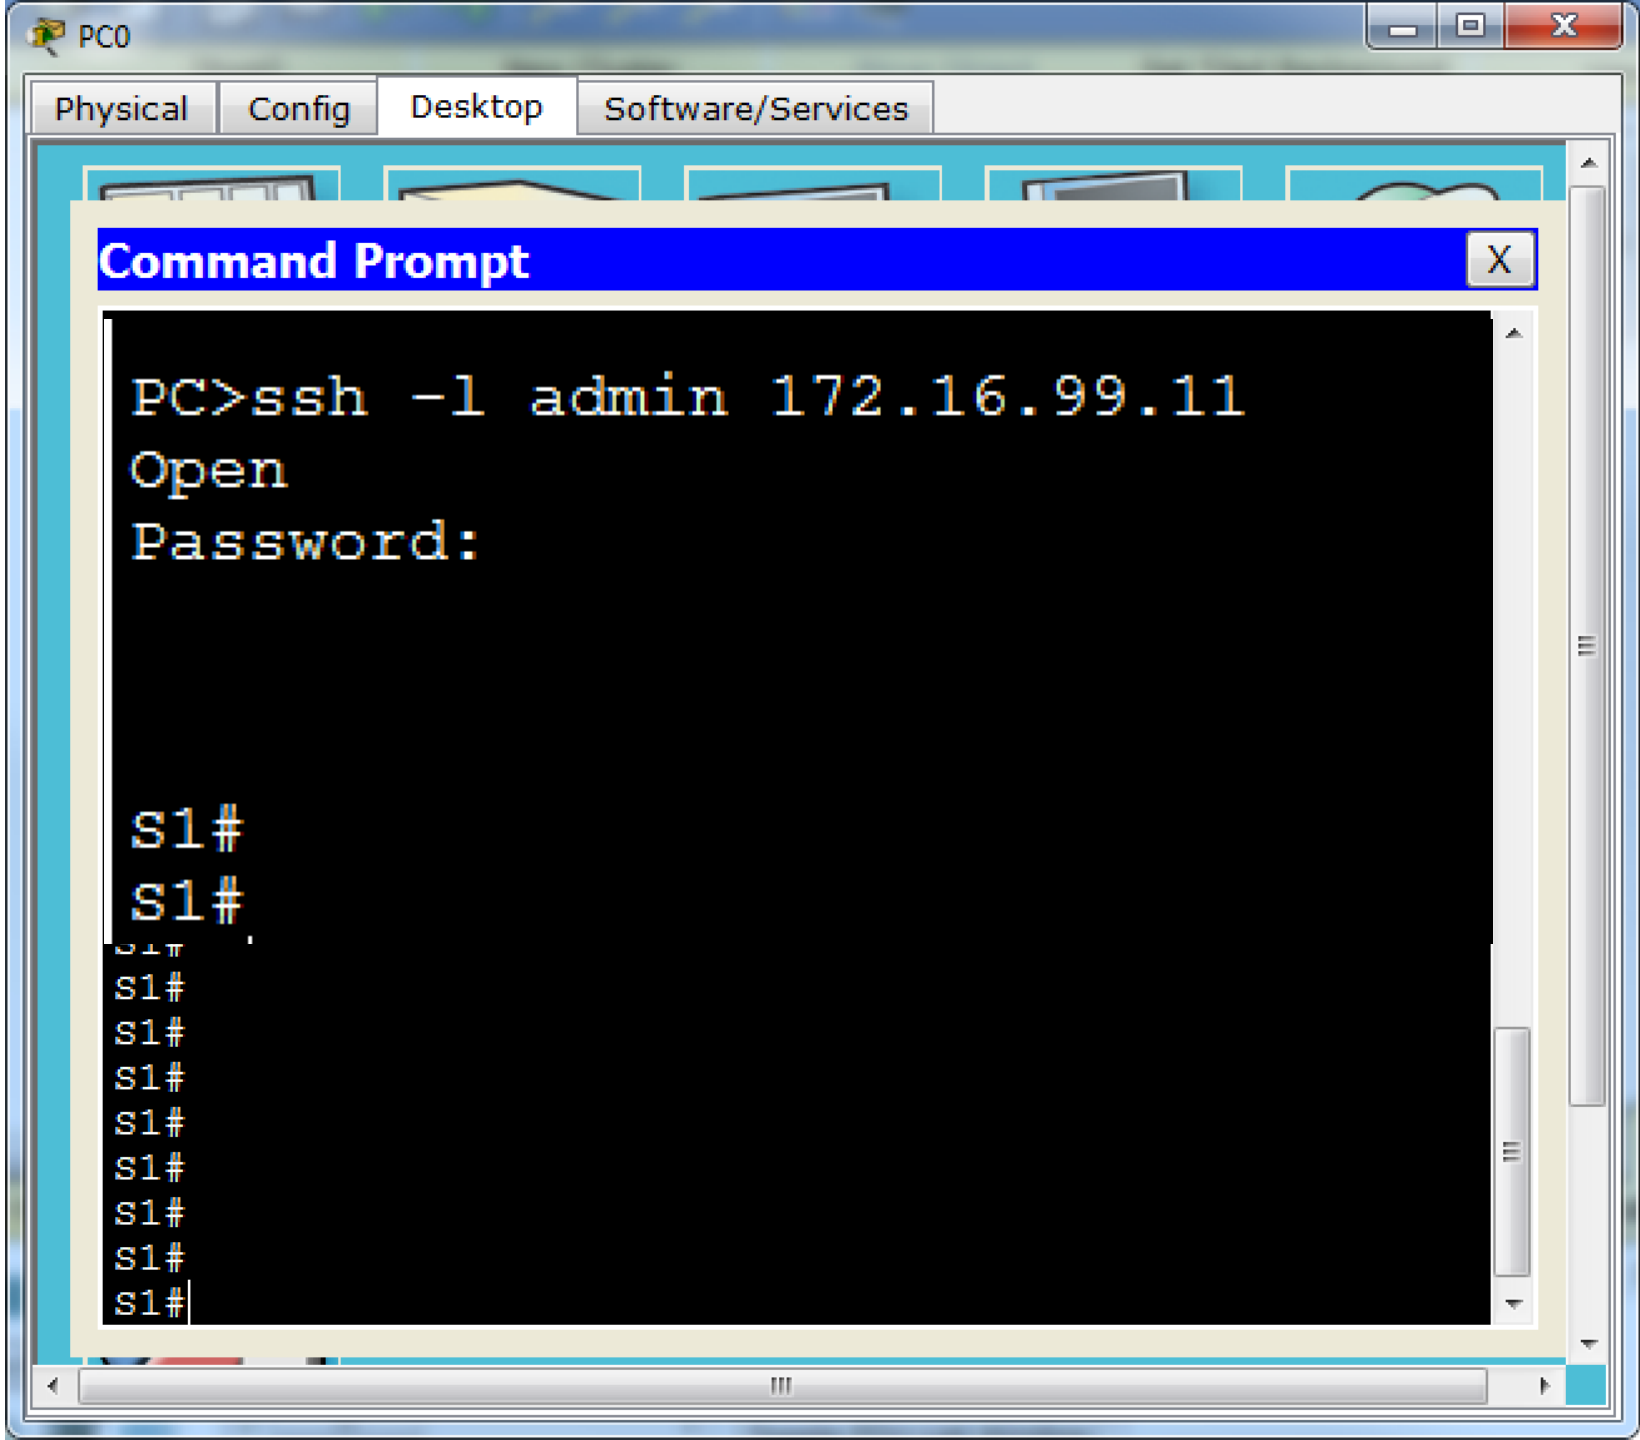 PC0
Physical Config Desktop Software/Services
Command Prompt X
PC>ssh -l admin 172.16.99.11
Open
Password:
S1#
S1#
S1#
S1#
S1#
S1#
S1#
S1#
S1#
S1#
S1#